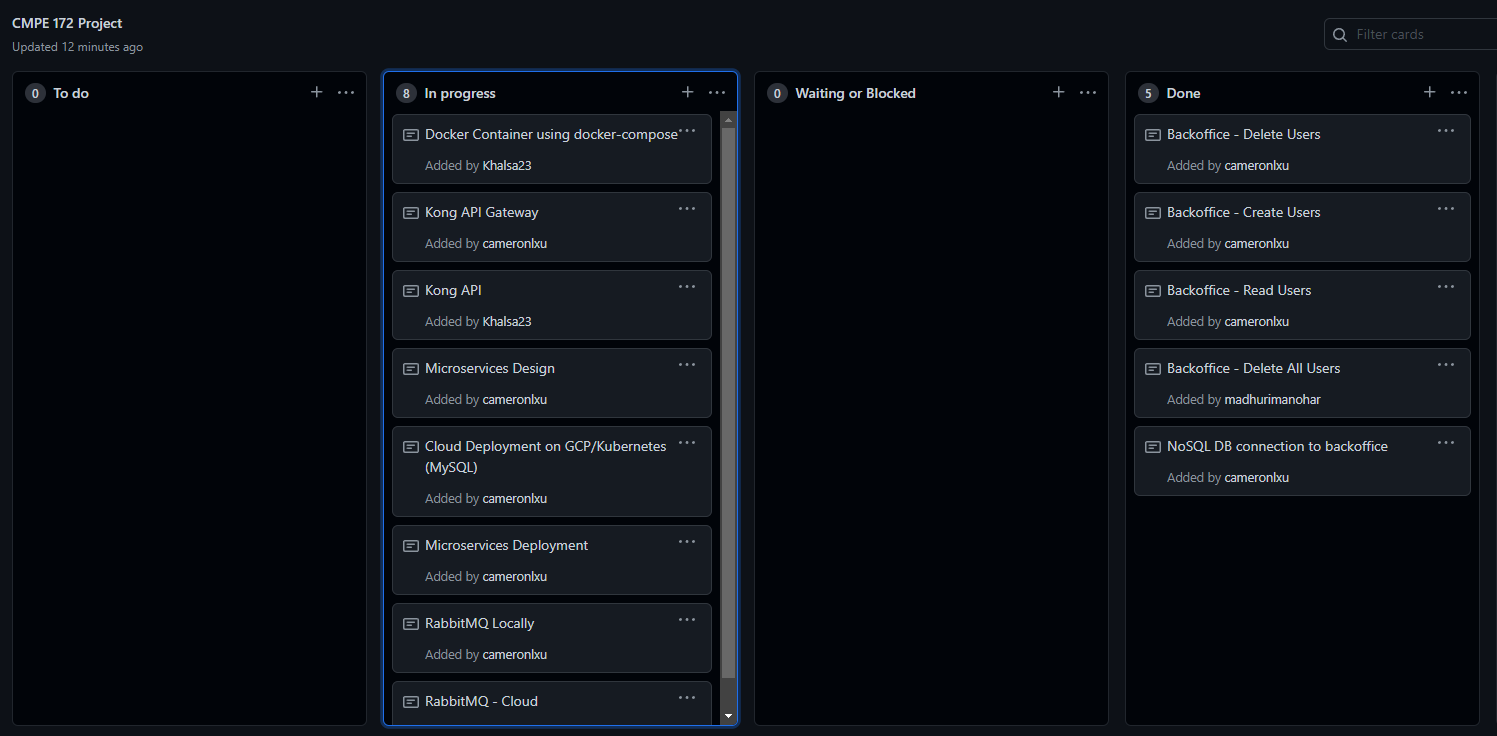 CMPE 172 Project
Updated 12 minutes ago
Filter cards
0 To do
8 In progress
Docker Container using docker-compose
Added by Khalsa23
Kong API Gateway
Added by cameronlxu
Kong API
Added by Khalsa23
Microservices Design
Added by cameronlxu
Cloud Deployment on GCP/Kubernetes
(MySQL)
Added by cameronlxu
Microservices Deployment
Added by cameronlxu
RabbitMQ Locally
Added by cameronlxu
RabbitMQ - Cloud
0 Waiting or Blocked
5 Done
Backoffice - Delete Users
Added by cameronlxu
Backoffice - Create Users
Added by cameronlxu
Backoffice - Read Users
Added by cameronlxu
Backoffice - Delete All Users
Added by madhurimanohar
NoSQL DB connection to backoffice
Added by cameronlxu